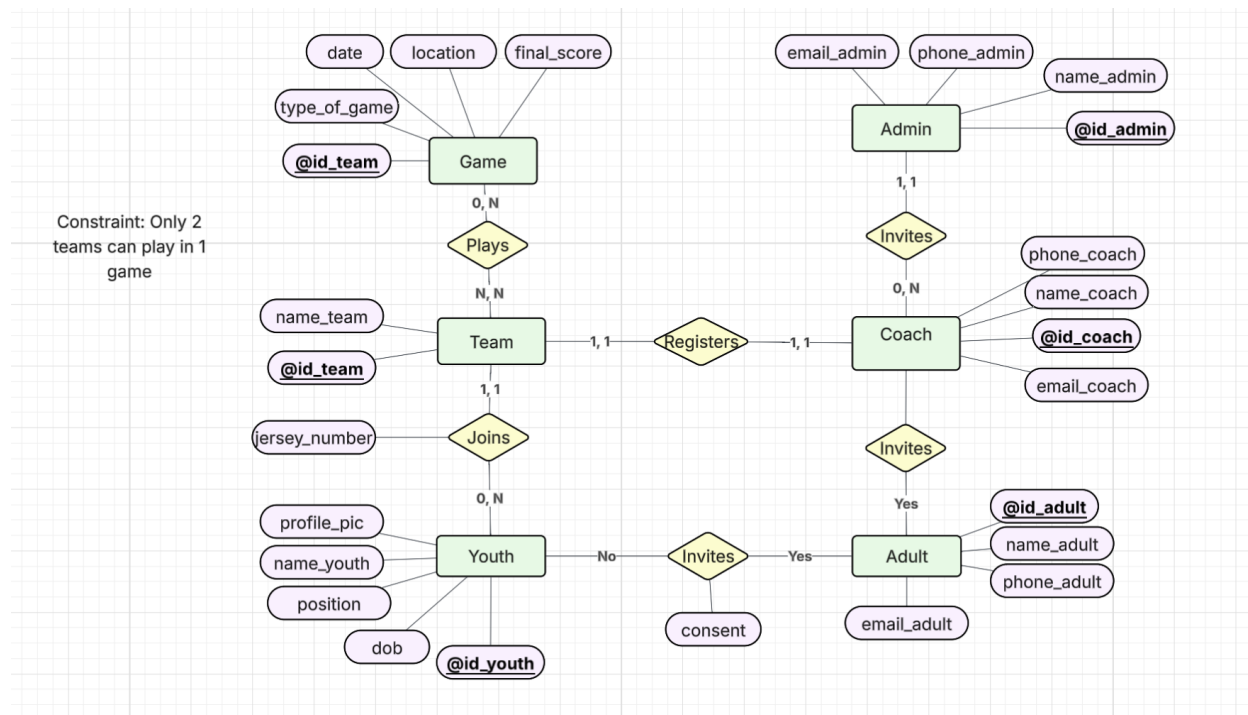 date
location
final_score
type_of_game
@id_team
Game
0, N
Constraint: Only 2
teams can play in 1
game
Plays
N, N
name_team
@id_team
Team
1, 1
Registers
1, 1
1, 1
jersey_number
Joins
0, N
profile_pic
name_youth
position
dob
@id_youth
Youth
No
Invites
Yes
consent
email_admin
phone_admin
name_admin
@id_admin
Admin
1, 1
Invites
0, N
phone_coach
name_coach
@id_coach
email_coach
Coach
Invites
Yes
@id_adult
name_adult
phone_adult
Adult
email_adult